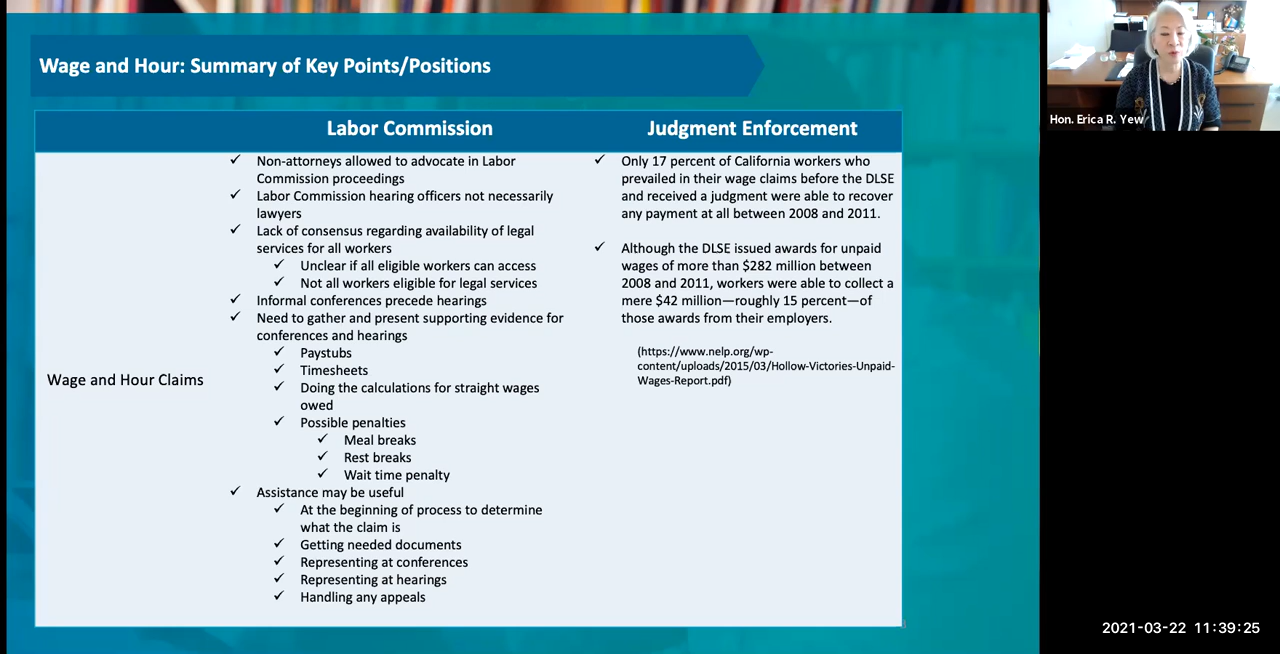 Wage and Hour: Summary of Key Points/Positions
Labor Commission
Judgment Enforcement
Wage and Hour Claims
✓ Non-attorneys allowed to advocate in Labor
Commission proceedings
✓ Labor Commission hearing officers not necessarily
lawyers
✓ Lack of consensus regarding availability of legal
services for all workers
✓ Unclear if all eligible workers can access
✓ Not all workers eligible for legal services
✓ Informal conferences precede hearings
✓ Need to gather and present supporting evidence for
conferences and hearings
✓ Paystubs
✓ Timesheets
✓ Doing the calculations for straight wages
owed
✓ Possible penalties
✓ Meal breaks
✓ Rest breaks
✓ Wait time penalty
✓ Assistance may be useful
✓ At the beginning of process to determine
what the claim is
✓ Getting needed documents
✓ Representing at conferences
✓ Representing at hearings
✓ Handling any appeals
✓ Only 17 percent of California workers who
prevailed in their wage claims before the DLSE
and received a judgment were able to recover
any payment at all between 2008 and 2011.
✓ Although the DLSE issued awards for unpaid
wages of more than $282 million between
2008 and 2011, workers were able to collect a
mere $42 million—roughly 15 percent—of
those awards from their employers.
(https://www.nelp.org/wp-
content/uploads/2015/03/Hollow-Victories-Unpaid-
Wages-Report.pdf)
Hon. Erica R. Yew
2021-03-22 11:39:25